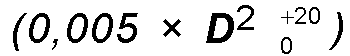 (0,005 × D² +20 0)